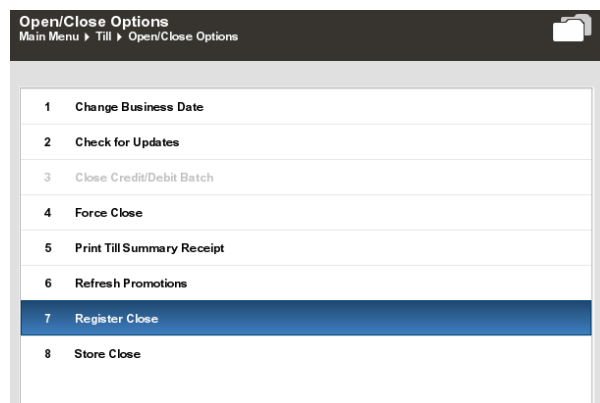 Open/Close Options
Main Menu ▸ Till ▸ Open/Close Options
1 Change Business Date
2 Check for Updates
3 Close Credit/Debit Batch
4 Force Close
5 Print Till Summary Receipt
6 Refresh Promotions
7 Register Close
8 Store Close